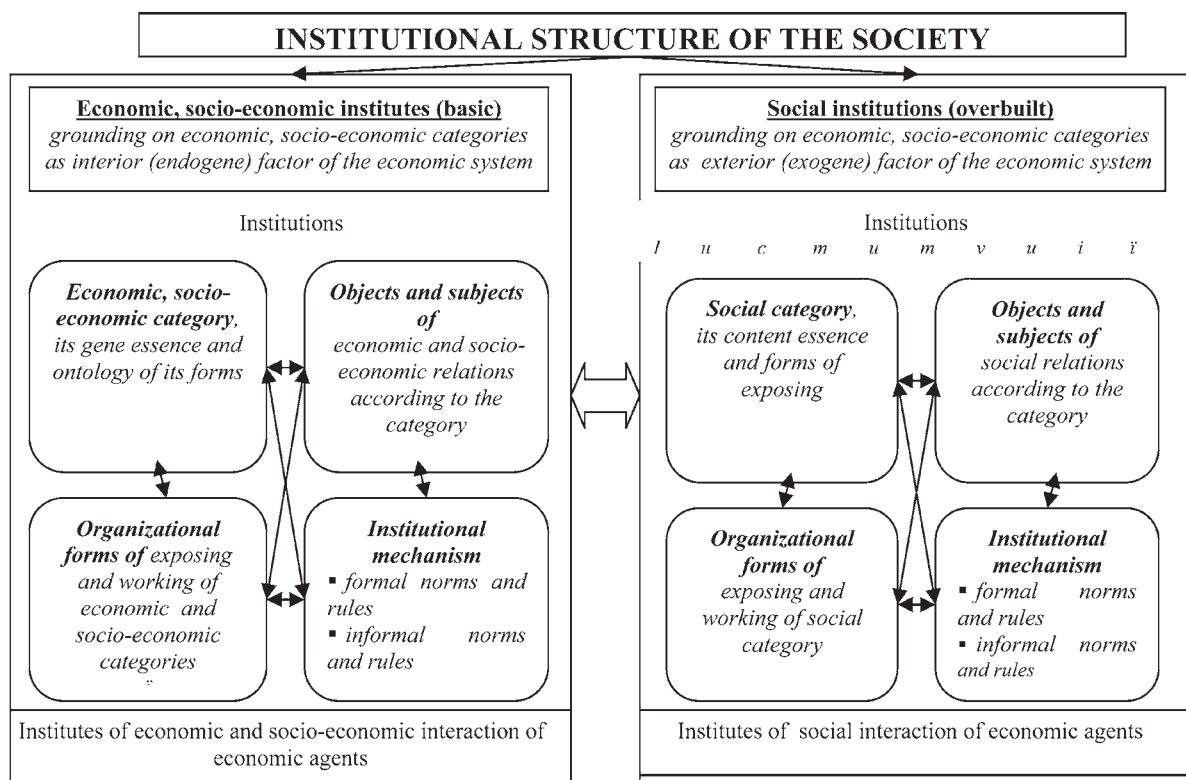 INSTITUTIONAL STRUCTURE OF THE SOCIETY
Economic, socio-economic institutes (basic)
grounding on economic, socio-economic categories
as interior (endogene) factor of the economic system
Institutions
Economic, socio-
economic category,
its gene essence and
ontology of its forms
Objects and subjects
of
economic and socio-
economic relations
according to the
category
Organizational
forms of exposing
and working of
economic and
socio-economic
categories
Institutional
mechanism
▪ formal norms and
rules
▪ informal norms
and rules
Institutes of economic and socio-economic interaction of
economic agents
Social institutions (overbuilt)
grounding on economic, socio-economic categories
as exterior (exogene) factor of the economic system
Institutions
І н с т и т у ц і ї
Social category,
its content essence
and forms of
exposing
Objects and
subjects of
social relations
according to the
category
Organizational
forms of
exposing and
working of social
category
Institutional
mechanism
▪ formal norms
and rules
▪ informal norms
and rules
Institutes of social interaction of economic agents